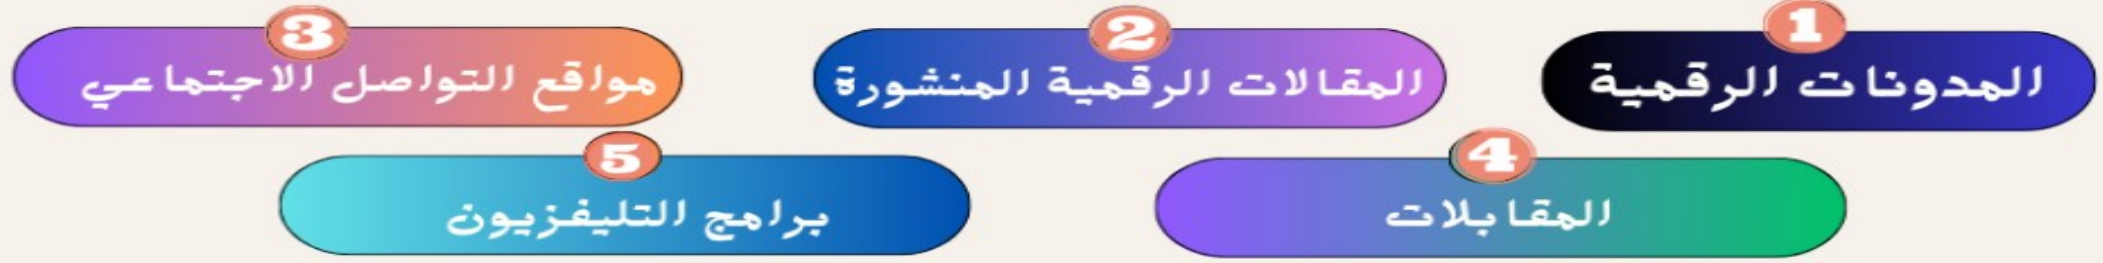 1
المدونات الرقمية
2
المقالات الرقمية المنشورة
3
مواقع التواصل الاجتماعي
4
المقابلات
5
برامج التليفزيون